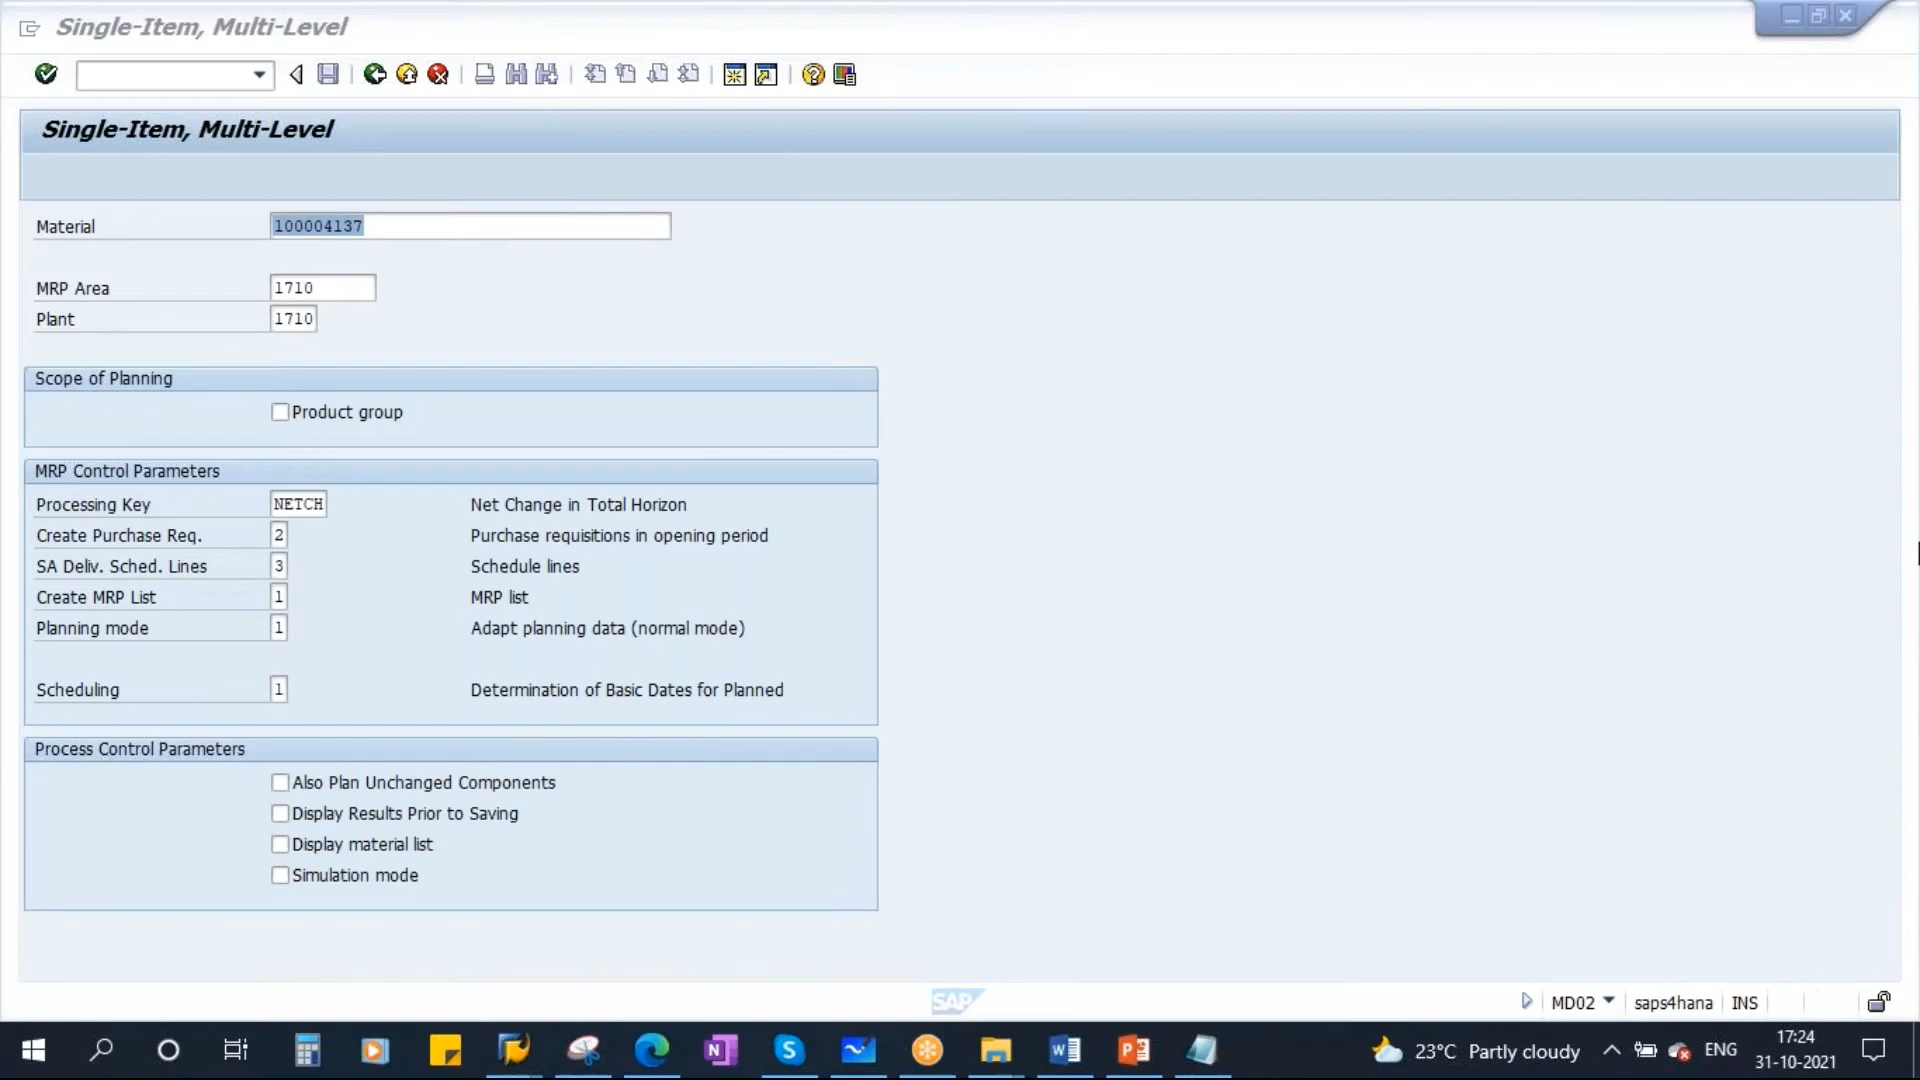 Single-Item, Multi-Level
Single-Item, Multi-Level
Material 100004137
MRP Area 1710
Plant 1710
Scope of Planning
Product group
MRP Control Parameters
Processing Key NETCH Net Change in Total Horizon
Create Purchase Req. 2 Purchase requisitions in opening period
SA Deliv. Sched. Lines 3 Schedule lines
Create MRP List 1 MRP list
Planning mode 1 Adapt planning data (normal mode)
Scheduling 1 Determination of Basic Dates for Planned
Process Control Parameters
Also Plan Unchanged Components
Display Results Prior to Saving
Display material list
Simulation mode
SAP MD02 saps4hana INS
23°C Partly cloudy ENG 17:24
31-10-2021